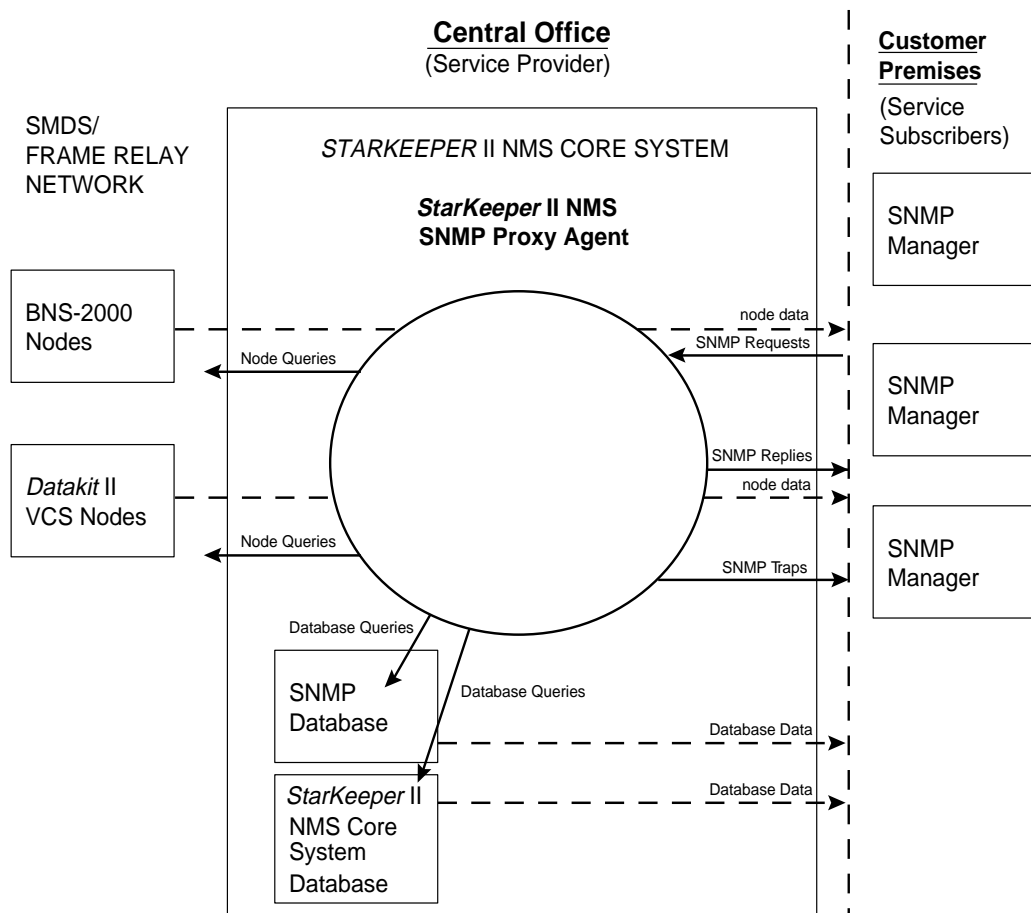 Central Office
(Service Provider)
Customer
Premises
(Service
Subscribers)
SMDS/
FRAME RELAY
NETWORK
STARKEEPER II NMS CORE SYSTEM
StarKeeper II NMS
SNMP Proxy Agent
SNMP
Manager
BNS-2000
Nodes
node data
SNMP Requests
Node Queries
SNMP
Manager
Datakit II
VCS Nodes
SNMP Replies
node data
Node Queries
SNMP
Manager
SNMP Traps
Database Queries
Database Queries
SNMP
Database
Database Data
StarKeeper II
NMS Core
System
Database
Database Data